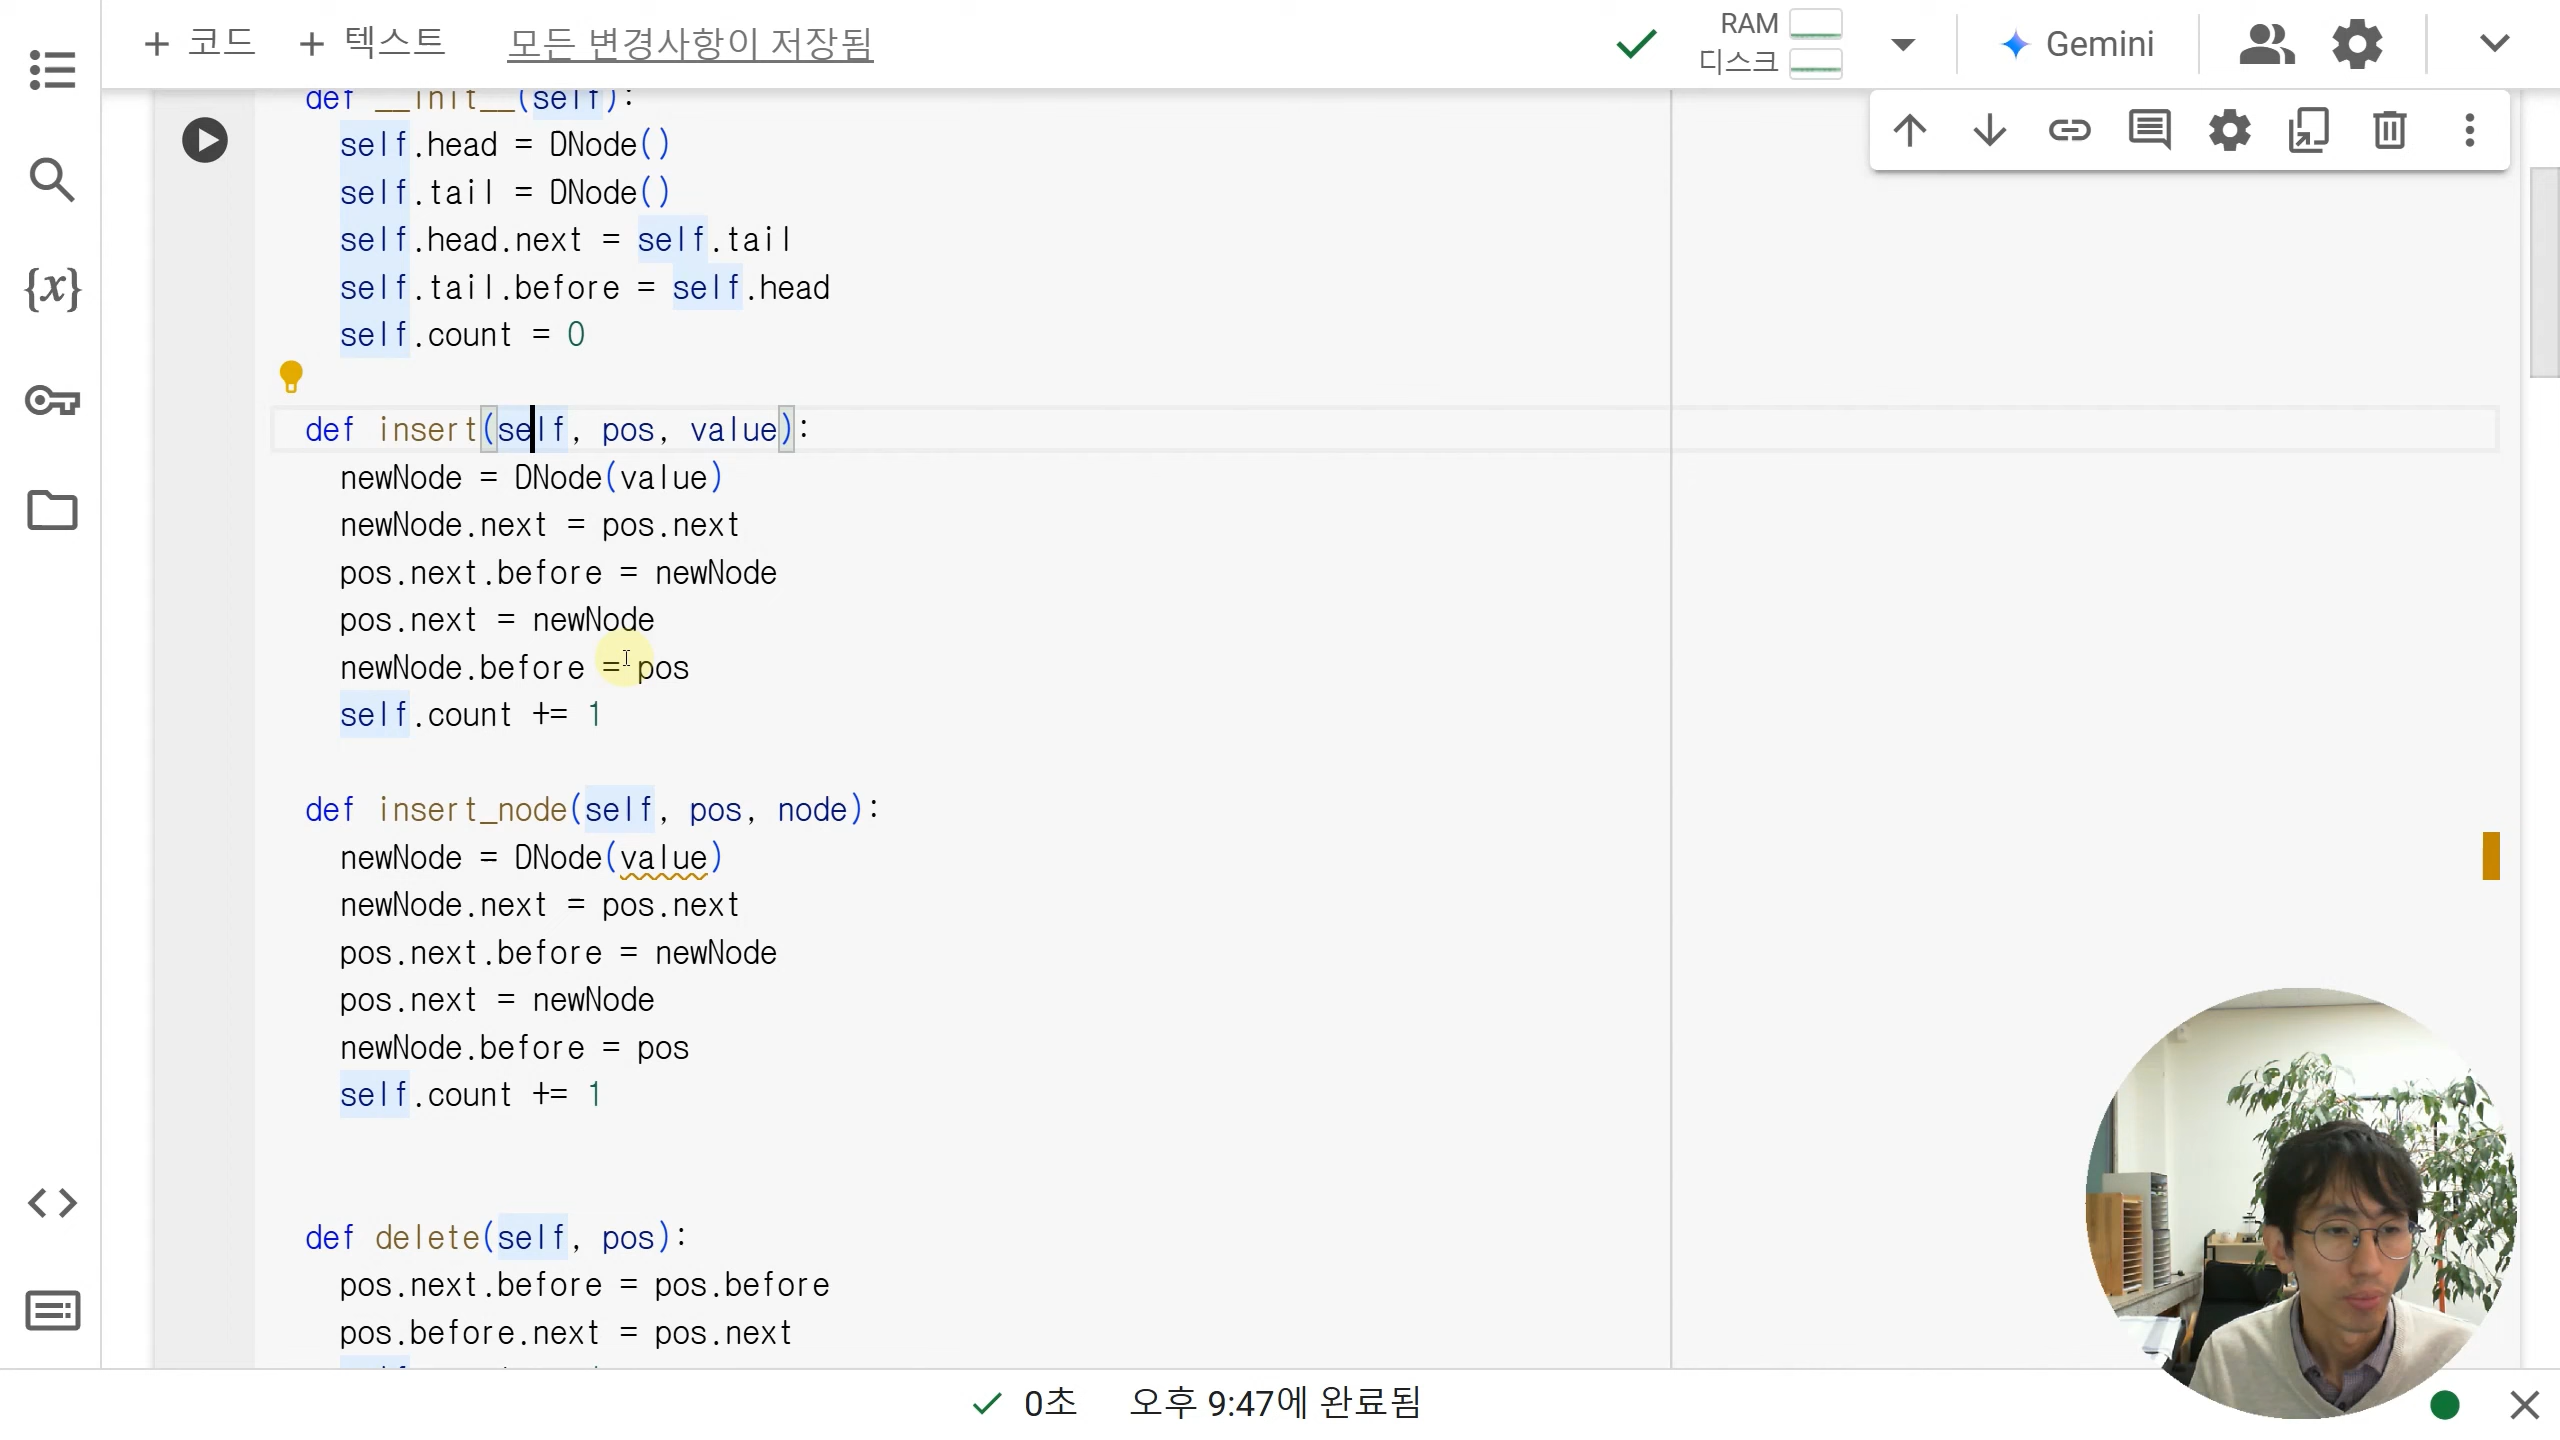 + 코드 + 텍스트 모든 변경사항이 저장됨
RAM
디스크
Gemini
def __init__(self):
self.head = DNode()
self.tail = DNode()
self.head.next = self.tail
self.tail.before = self.head
self.count = 0
def insert(self, pos, value):
newNode = DNode(value)
newNode.next = pos.next
pos.next.before = newNode
pos.next = newNode
newNode.before = pos
self.count += 1
def insert_node(self, pos, node):
newNode = DNode(value)
newNode.next = pos.next
pos.next.before = newNode
pos.next = newNode
newNode.before = pos
self.count += 1
def delete(self, pos):
pos.next.before = pos.before
pos.before.next = pos.next
0초 오후 9:47에 완료됨